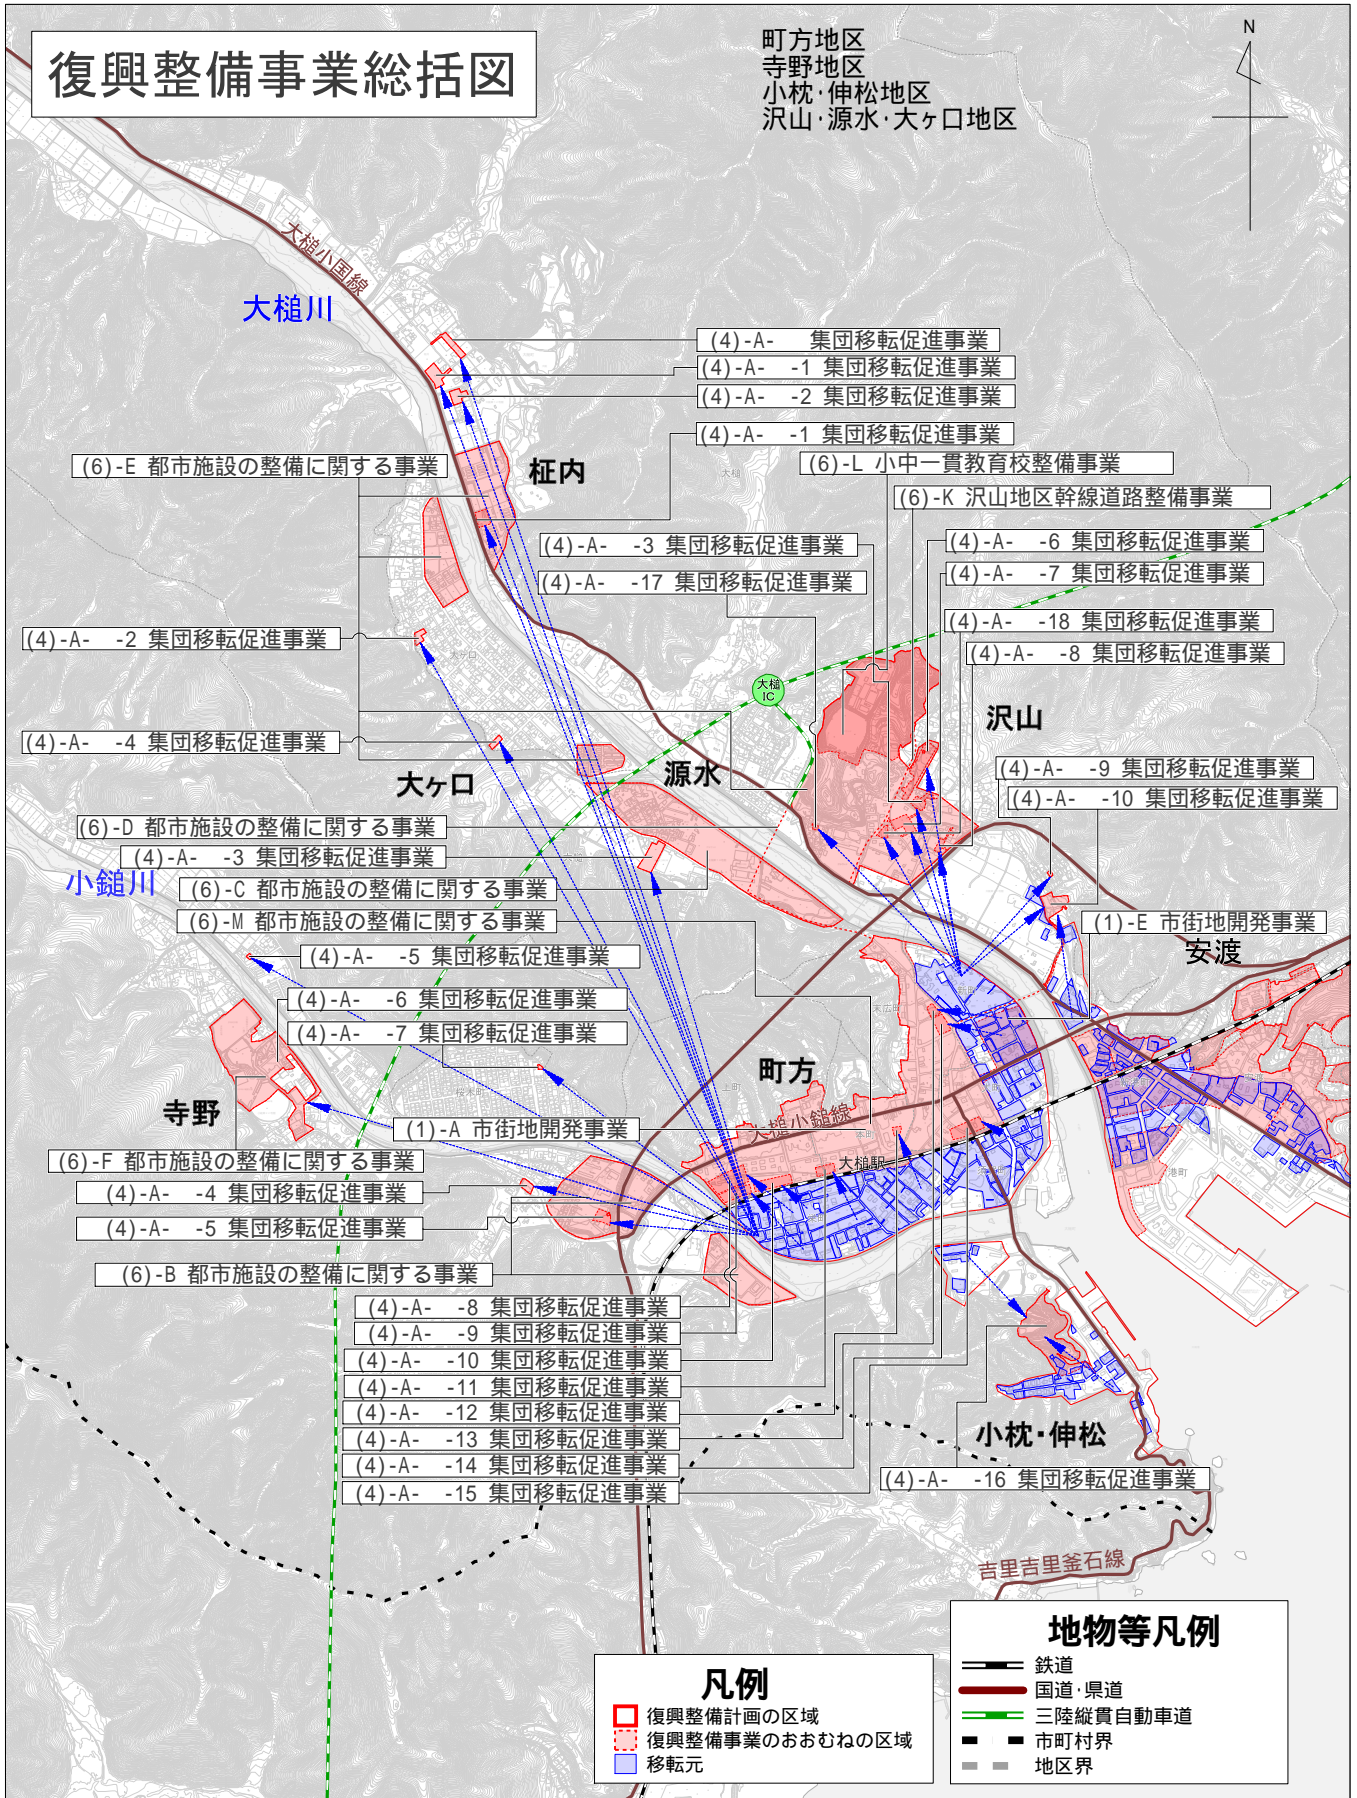 復興整備事業総括図
町方地区
寺野地区
小枕・伸松地区
沢山・源水・大ヶ口地区
N
大槌小国線
大槌川
(4)-A-　集団移転促進事業
(4)-A-　-1 集団移転促進事業
(4)-A-　-2 集団移転促進事業
(4)-A-　-1 集団移転促進事業
(6)-E 都市施設の整備に関する事業
柾内
(6)-L 小中一貫教育校整備事業
大槌
(6)-K 沢山地区幹線道路整備事業
(4)-A-　-3 集団移転促進事業
(4)-A-　-6 集団移転促進事業
(4)-A-　-17 集団移転促進事業
(4)-A-　-7 集団移転促進事業
(4)-A-　-18 集団移転促進事業
(4)-A-　-2 集団移転促進事業
(4)-A-　-8 集団移転促進事業
大ケ口
大槌
IC
沢山
(4)-A-　-4 集団移転促進事業
源水
大ヶ口
(4)-A-　-9 集団移転促進事業
(4)-A-　-10 集団移転促進事業
(6)-D 都市施設の整備に関する事業
(4)-A-　-3 集団移転促進事業
小鎚川
(6)-C 都市施設の整備に関する事業
(6)-M 都市施設の整備に関する事業
(1)-E 市街地開発事業
安渡
(4)-A-　-5 集団移転促進事業
(4)-A-　-6 集団移転促進事業
末広町
(4)-A-　-7 集団移転促進事業
町方
上町
桜木町
寺野
(1)-A 市街地開発事業
大槌小鎚線
本町
(6)-F 都市施設の整備に関する事業
大槌駅
港町
(4)-A-　-4 集団移転促進事業
(4)-A-　-5 集団移転促進事業
(6)-B 都市施設の整備に関する事業
(4)-A-　-8 集団移転促進事業
(4)-A-　-9 集団移転促進事業
(4)-A-　-10 集団移転促進事業
(4)-A-　-11 集団移転促進事業
(4)-A-　-12 集団移転促進事業
(4)-A-　-13 集団移転促進事業
(4)-A-　-14 集団移転促進事業
(4)-A-　-15 集団移転促進事業
小枕・伸松
(4)-A-　-16 集団移転促進事業
吉里吉里釜石線
凡例
復興整備計画の区域
復興整備事業のおおむねの区域
移転元
地物等凡例
鉄道
国道・県道
三陸縦貫自動車道
市町村界
地区界